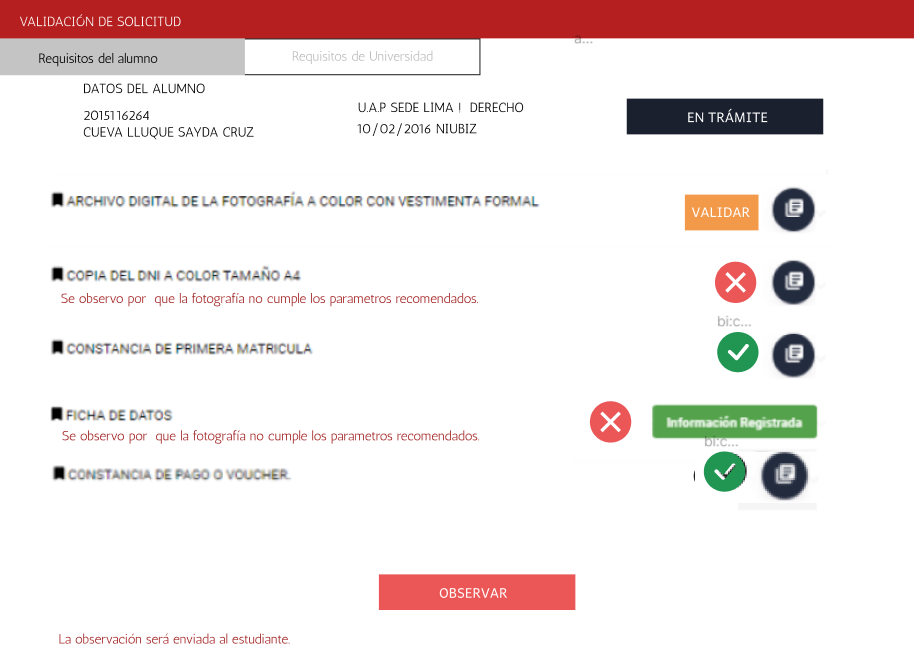 VALIDACIÓN DE SOLICITUD
a...
Requisitos del alumno
Requisitos de Universidad
DATOS DEL ALUMNO
2015116264
CUEVA LLUQUE SAYDA CRUZ
U.A.P SEDE LIMA ! DERECHO
10/02/2016 NIUBIZ
EN TRÁMITE
ARCHIVO DIGITAL DE LA FOTOGRAFÍA A COLOR CON VESTIMENTA FORMAL
VALIDAR
COPIA DEL DNI A COLOR TAMAÑO A4
Se observo por que la fotografía no cumple los parametros recomendados.
bi:c...
CONSTANCIA DE PRIMERA MATRICULA
FICHA DE DATOS
Se observo por que la fotografía no cumple los parametros recomendados.
Información Registrada
bi:c...
CONSTANCIA DE PAGO O VOUCHER.
OBSERVAR
La observación será enviada al estudiante.